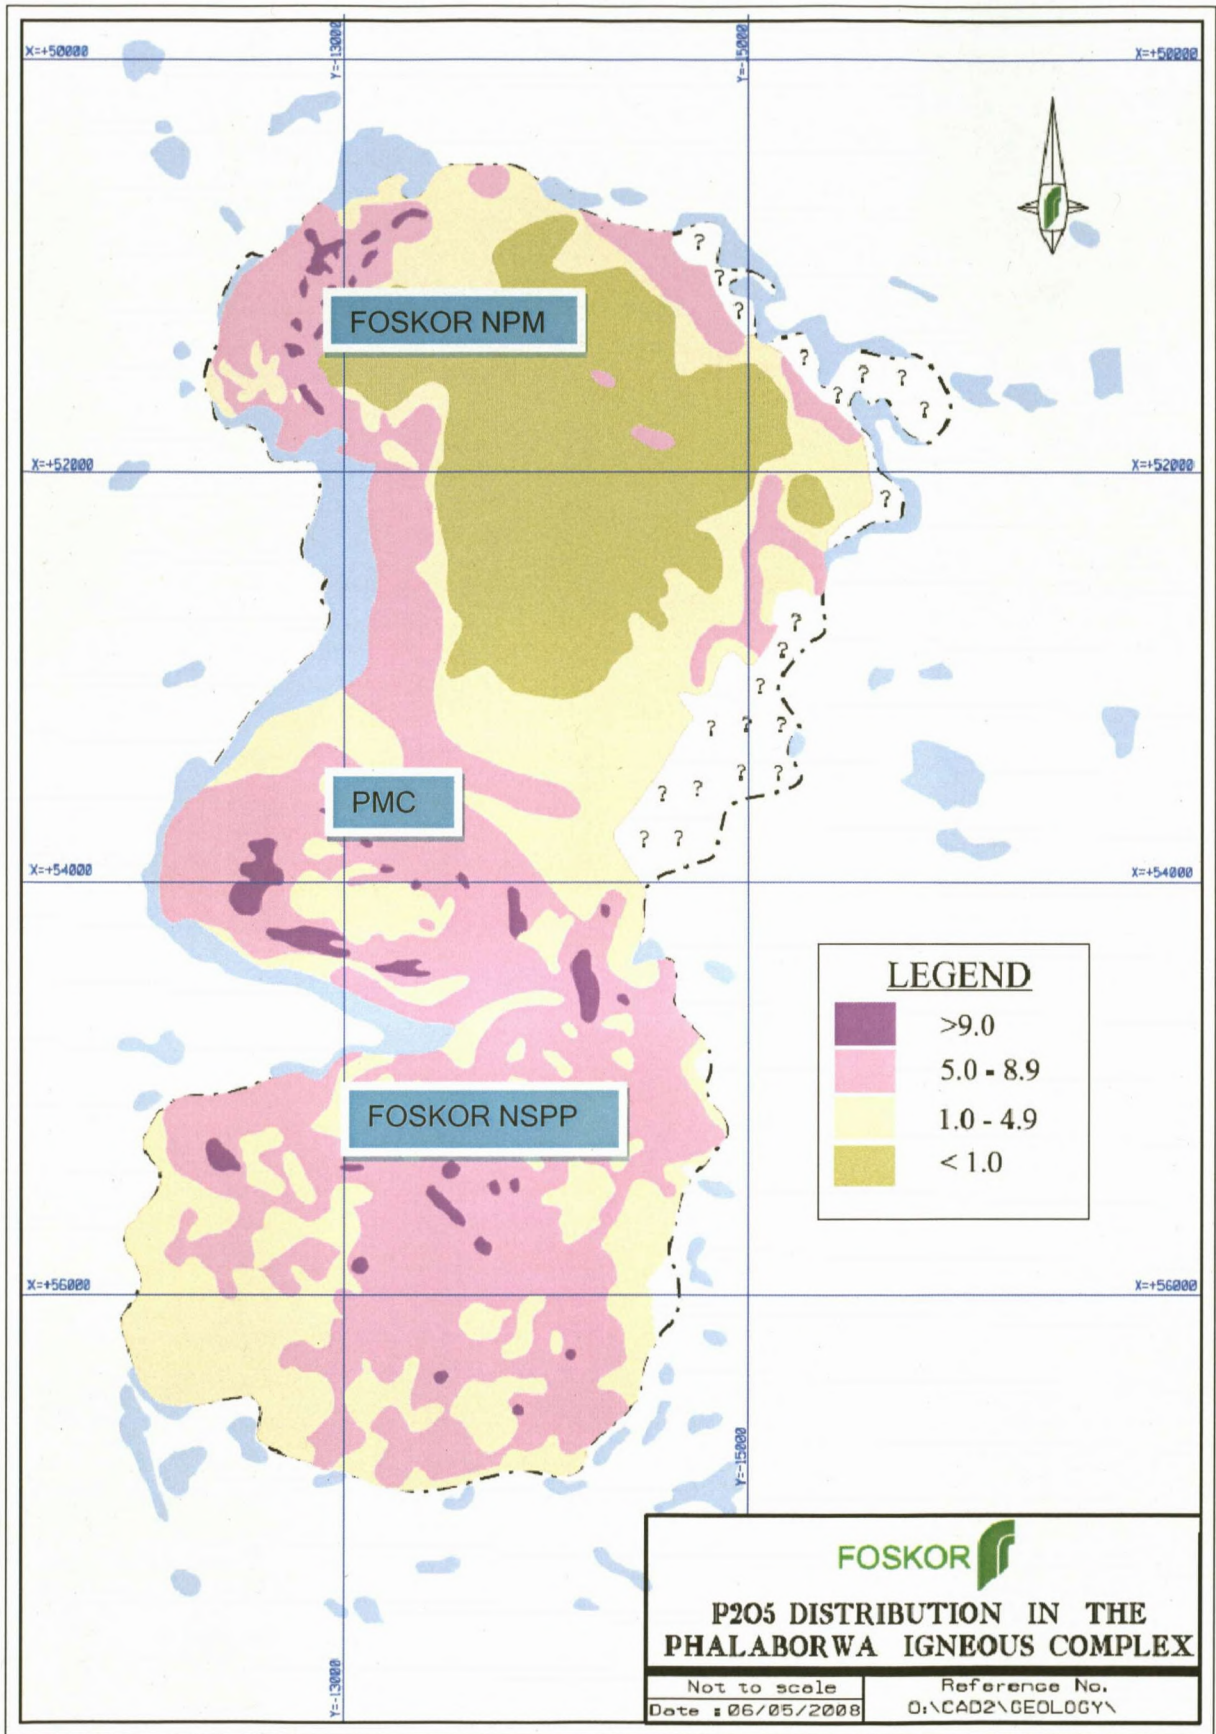 Y=-13000
Y=-15000
X=+50000
X=+50000
?
?
?
FOSKOR NPM
?
?
?
?
?
X=+52000
X=+52000
?
?
?
?
?
?
?
?
?
?
?
PMC
?
?
X=+54000
X=+54000
LEGEND
>9.0
5.0 - 8.9
1.0 - 4.9
< 1.0
FOSKOR NSPP
X=+56000
X=+56000
Y=-15000
Y=-13000
FOSKOR
P2O5 DISTRIBUTION IN THE
PHALABORWA IGNEOUS COMPLEX
Not to scale
Date : 06/05/2008
Reference No.
O:\CAD2\GEOLOGY\